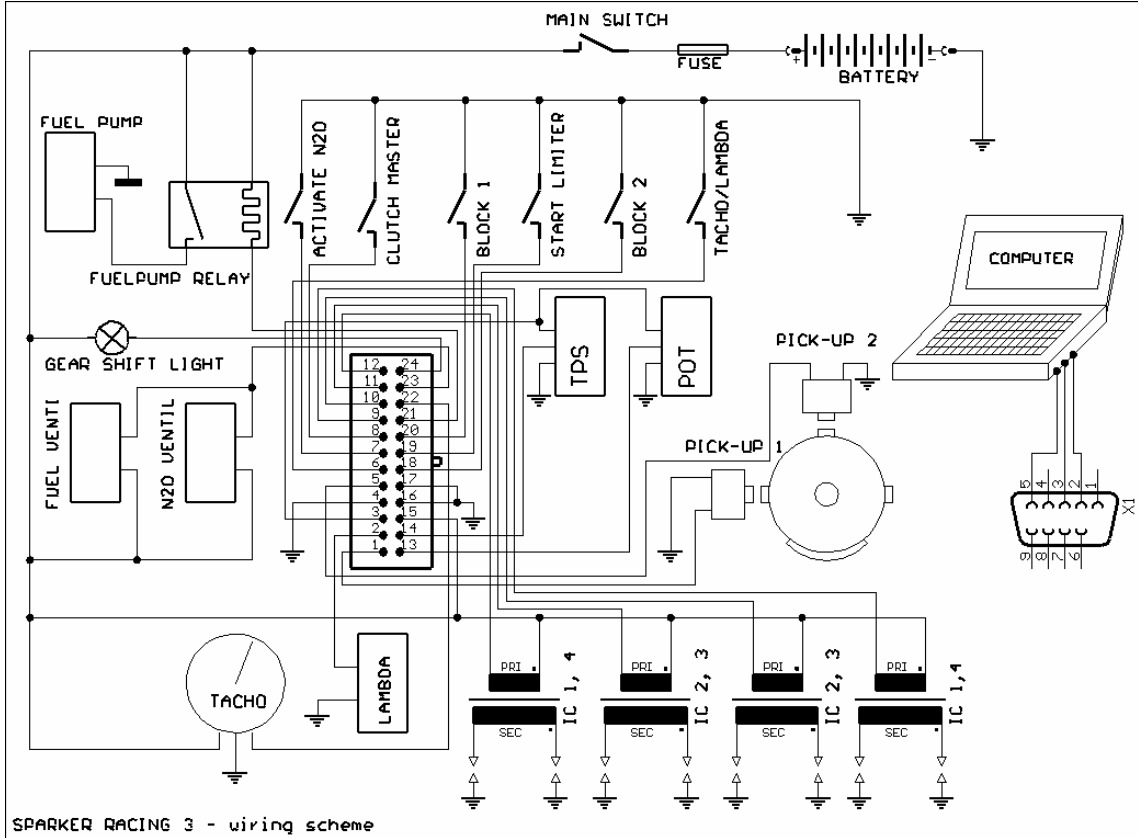 MAIN SWITCH
FUSE
+
-
BATTERY
FUEL PUMP
ACTIVATE N2O
CLUTCH MASTER
BLOCK 1
START LIMITER
BLOCK 2
TACHO/LAMBDA
FUELPUMP RELAY
COMPUTER
GEAR SHIFT LIGHT
TPS
POT
PICK-UP 2
PICK-UP 1
FUEL VENTI
N2O VENTIL
12 24
11 23
10 22
9 21
8 20
7 19
6 18
5 17
4 16
3 15
2 14
1 13
5 4 3 2 1
X1
9 8 7 6
TACHO
LAMBDA
PRI
SEC
IC 1, 4
PRI
SEC
IC 2, 3
PRI
SEC
IC 2, 3
PRI
SEC
IC 1,4
SPARKER RACING 3 - wiring scheme